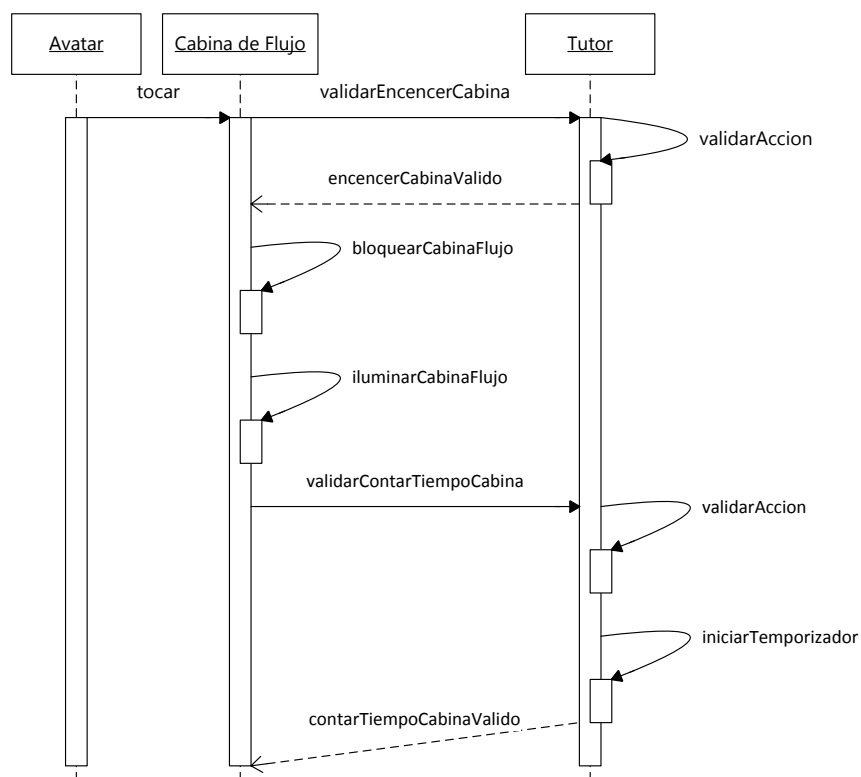 Avatar
Cabina de Flujo
Tutor
tocar
validarEncencerCabina
validarAccion
encencerCabinaValido
bloquearCabinaFlujo
iluminarCabinaFlujo
validarContarTiempoCabina
validarAccion
iniciarTemporizador
contarTiempoCabinaValido